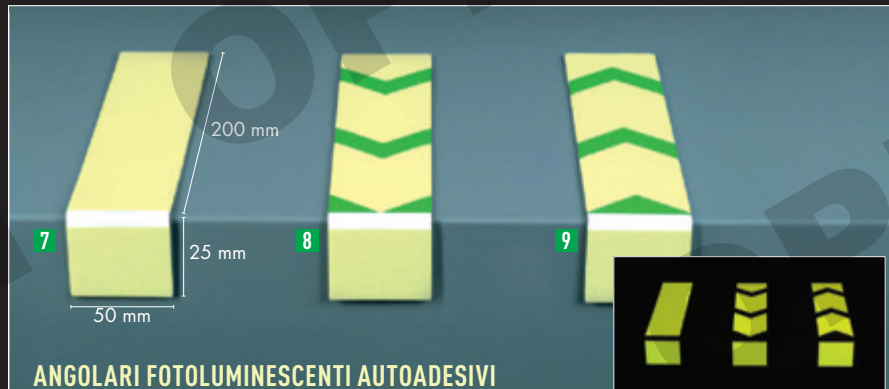 200 mm
7
8
9
25 mm
50 mm
ANGOLARI FOTOLUMINESCENTI AUTOADESIVI